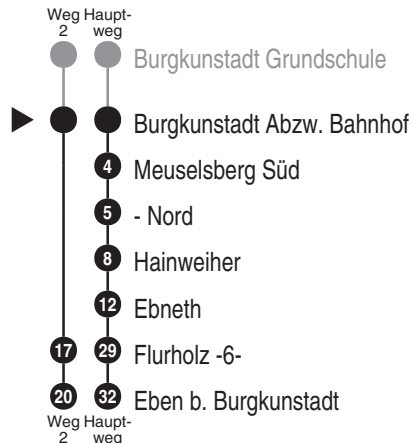 Weg Haupt-
2 weg
Burgkunstadt Grundschule
Burgkunstadt Abzw. Bahnhof
4 Meuselsberg Süd
5 - Nord
8 Hainweiher
12 Ebneth
17 29 Flurholz -6-
20 32 Eben b. Burgkunstadt
Weg Haupt-
2 weg